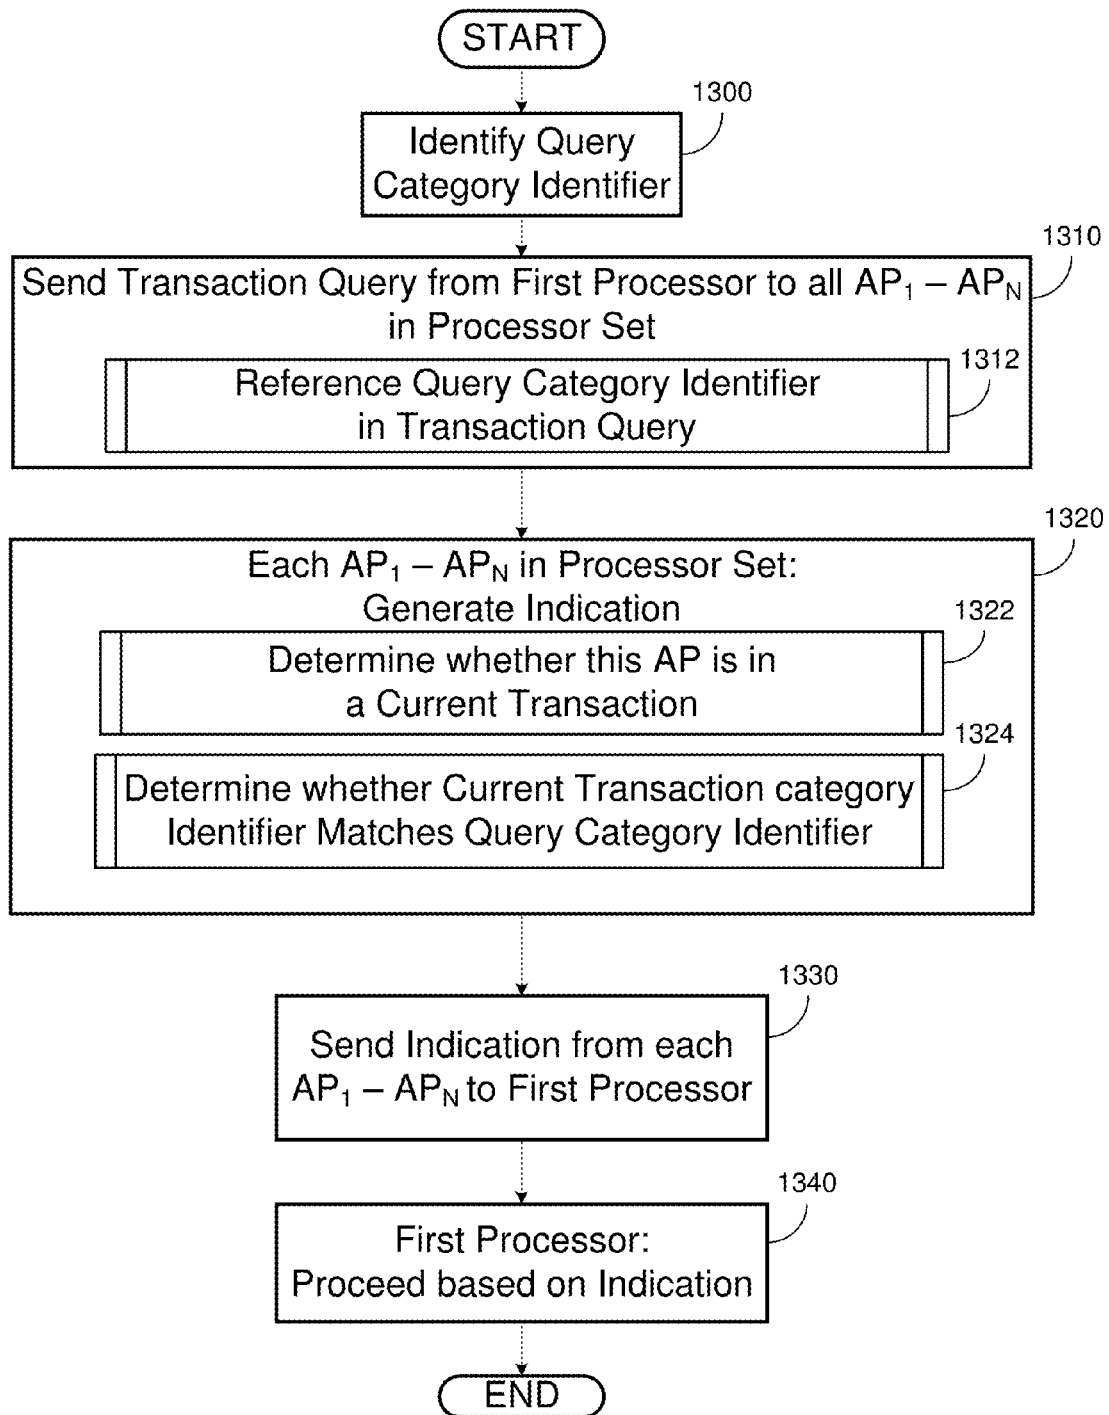 START
1300
Identify Query
Category Identifier
1310
Send Transaction Query from First Processor to all AP₁ – APN
in Processor Set
1312
Reference Query Category Identifier
in Transaction Query
1320
Each AP₁ – APN in Processor Set:
Generate Indication
1322
Determine whether this AP is in
a Current Transaction
1324
Determine whether Current Transaction category
Identifier Matches Query Category Identifier
1330
Send Indication from each
AP₁ – APN to First Processor
1340
First Processor:
Proceed based on Indication
END